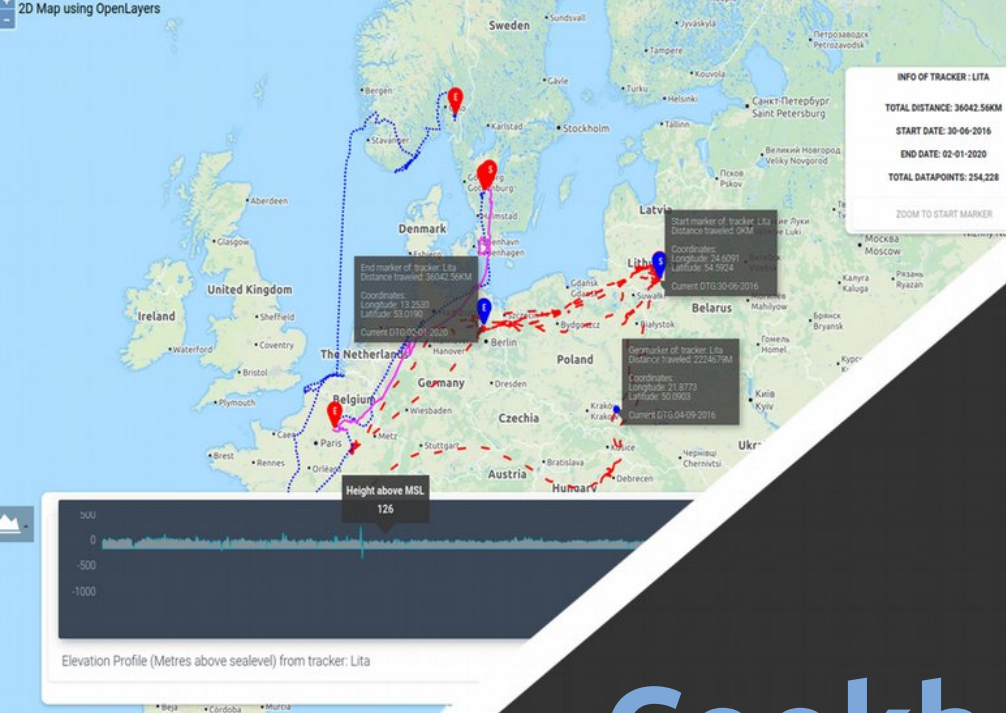 +
-
2D Map using OpenLayers
Sweden
Sundsvall
Jyväskylä
Петрозаводск
Petrozavodsk
Tampere
Kouvola
Gävle
Bergen
Turku
Helsinki
Санкт-Петербург
Saint Petersburg
Karlstad
Stockholm
Tallinn
Stavanger
Великий Новгород
Veliky Novgorod
Псков
Pskov
INFO OF TRACKER : LITA
TOTAL DISTANCE: 36042.56KM
START DATE: 30-06-2016
END DATE: 02-01-2020
TOTAL DATAPOINTS: 254,228
ZOOM TO START MARKER
E
S
Aberdeen
Denmark
Latvia
Start marker of tracker: Lita
Distance traveled: 0KM
Coordinates:
Longitude: 24.6091
Latitude: 54.5924
Current DTG:30-06-2016
Glasgow
Москва
Moscow
Калуга
Kaluga
Рязань
Ryazan
End marker of tracker: Lita
Distance traveled: 36042.56KM
Coordinates:
Longitude: 13.2530
Latitude: 53.0190
Current DTG:02-01-2020
S
E
United Kingdom
Ireland
Sheffield
Suwałki
Belarus
Могилёв
Mahilyow
Брянск
Bryansk
Waterford
Coventry
The Netherlands
Hanover
Berlin
Bydgoszcz
Białystok
Гомель
Homel
Bristol
Poland
Geomarker of tracker: Lita
Distance traveled: 2224679M
Coordinates:
Longitude: 21.8773
Latitude: 50.0903
Current DTG:04-09-2016
Plymouth
Germany
Dresden
Belgium
Wiesbaden
Czechia
Київ
Kyiv
E
Paris
Metz
Stuttgart
Košice
Чернівці
Chernivtsi
Brest
Rennes
Orléans
Austria
Bratislava
Debrecen
Hungary
Height above MSL
126
500
0
-500
-1000
Elevation Profile (Metres above sealevel) from tracker: Lita
Beja
Córdoba
Murcia